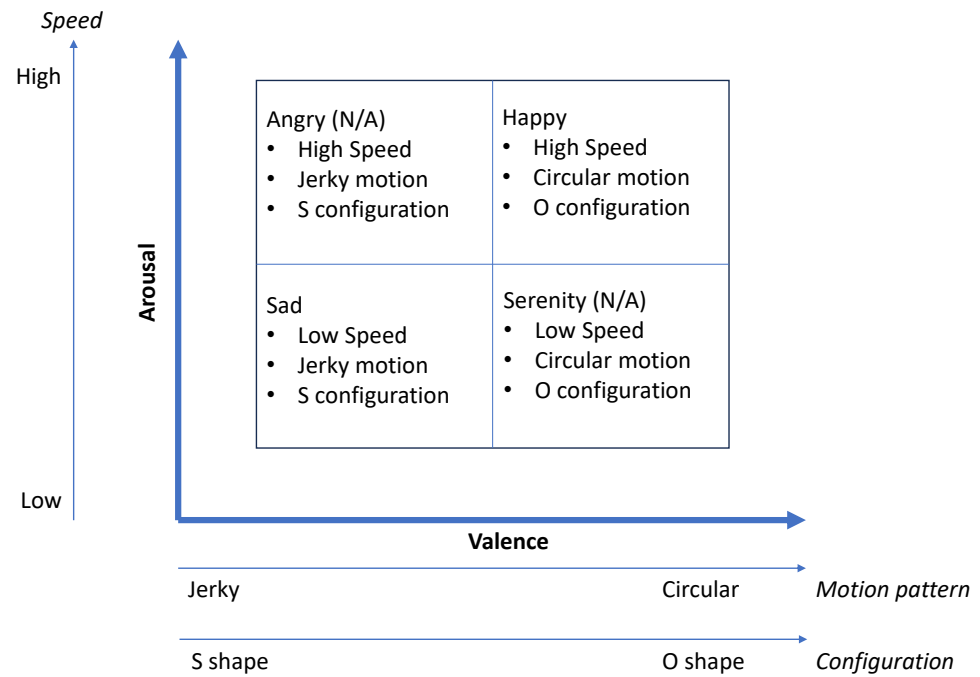 Speed
High
Angry (N/A)
• High Speed
• Jerky motion
• S configuration
Happy
• High Speed
• Circular motion
• O configuration
Arousal
Sad
• Low Speed
• Jerky motion
• S configuration
Serenity (N/A)
• Low Speed
• Circular motion
• O configuration
Low
Valence
Jerky Circular Motion pattern
S shape O shape Configuration